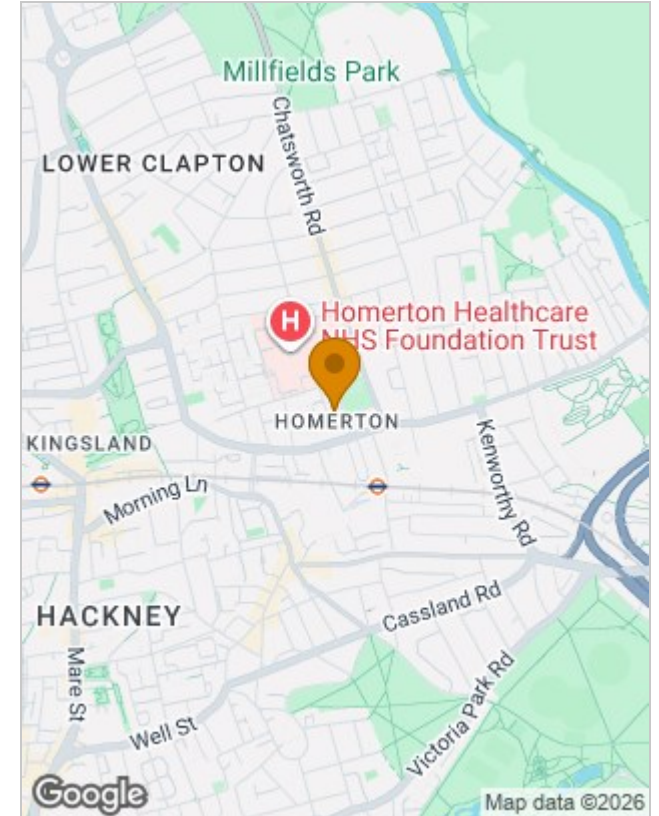 Millfields Park
Chatsworth Rd
LOWER CLAPTON
H
Homerton Healthcare
NHS Foundation Trust
HOMERTON
KINGSLAND
Kenworthy Rd
Morning Ln
Cassland Rd
HACKNEY
Mare St
Victoria Park Rd
Well St
Google
Map data ©2026